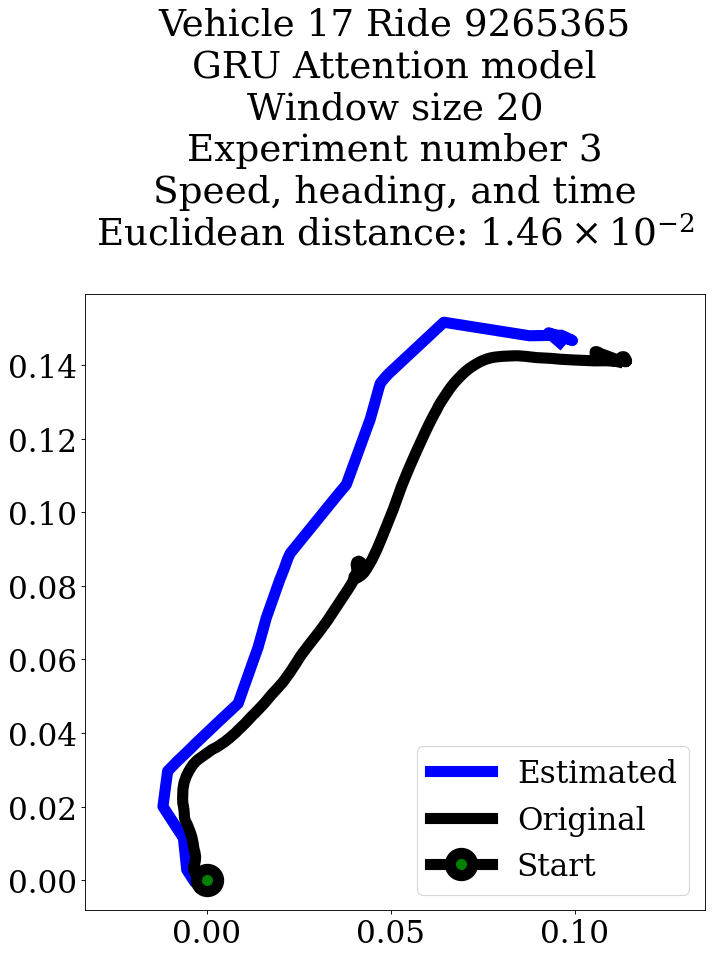 Vehicle 17 Ride 9265365
GRU Attention model
Window size 20
Experiment number 3
Speed, heading, and time
Euclidean distance: 1.46 × 10⁻²
0.14
0.12
0.10
0.08
0.06
0.04
0.02
0.00
Estimated
Original
Start
0.00 0.05 0.10